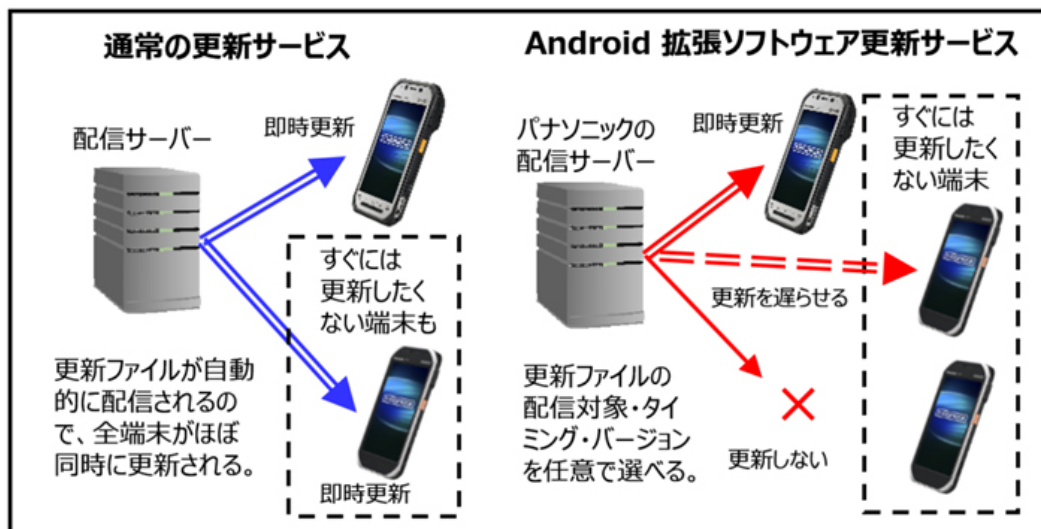 通常の更新サービス
配信サーバー
即時更新
すぐには
更新したく
ない端末も
更新ファイルが自動
的に配信されるの
で、全端末がほぼ
同時に更新される。
即時更新
Android 拡張ソフトウェア更新サービス
パナソニックの
配信サーバー
即時更新
すぐには
更新したく
ない端末
更新を遅らせる
更新ファイルの
配信対象・タイ
ミング・バージョン
を任意で選べる。
更新しない